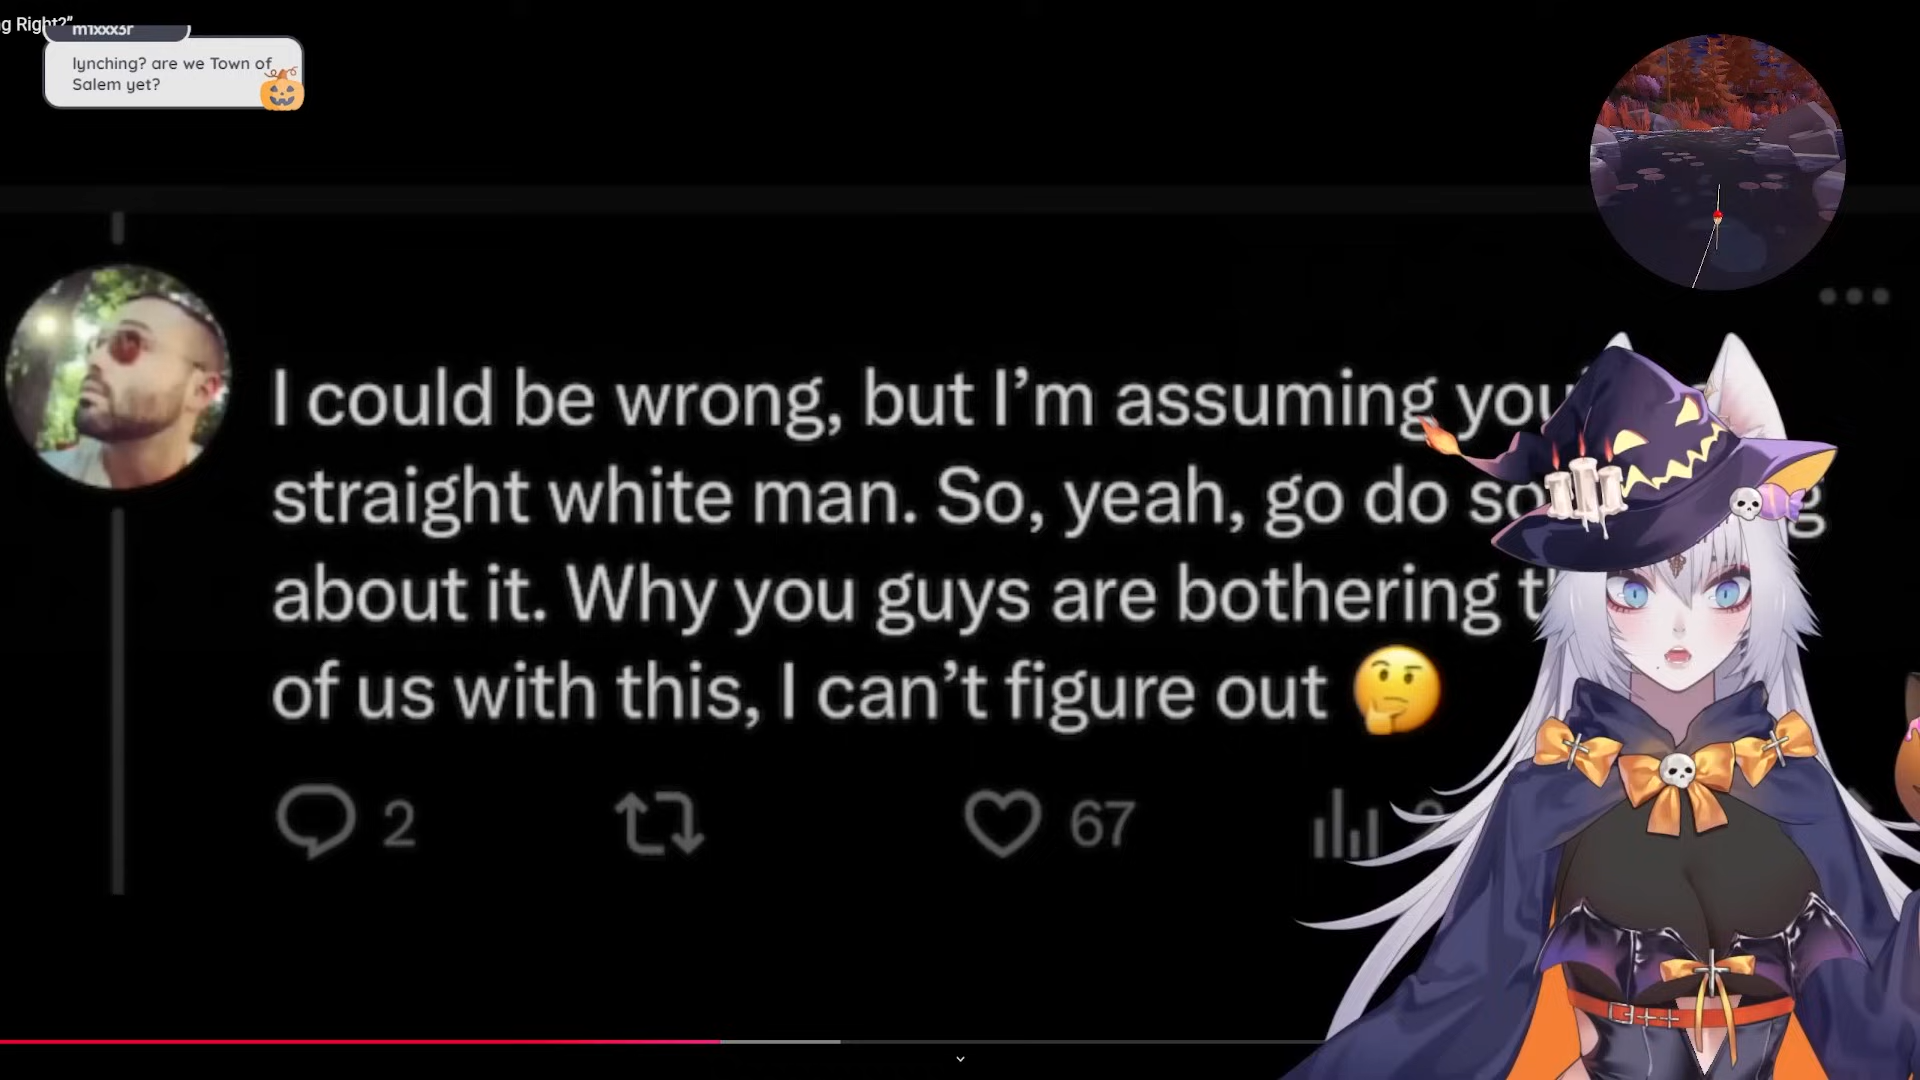 g Right?"
m1xxx3r
lynching? are we Town of
Salem yet?
I could be wrong, but I'm assuming you
straight white man. So, yeah, go do so g
about it. Why you guys are bothering t
of us with this, I can't figure out 🤔
2 67